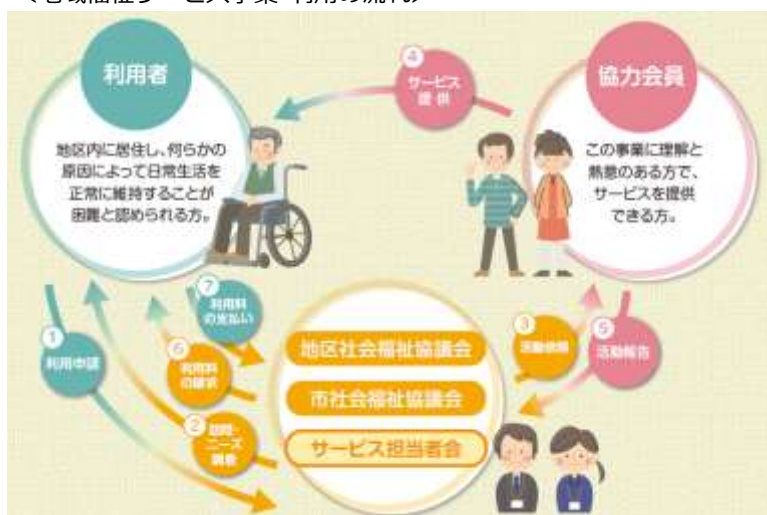 利用者
地区内に居住し、何らかの
原因によって日常生活を
正常に維持することが
困難と認められる方。
④
サービス
提供
協力会員
この事業に理解と
熱意のある方で、
サービスを提供
できる方。
①
利用申請
⑦
利用料
の支払い
⑥
利用料
の請求
②
訪問・
ニーズ
調査
地区社会福祉協議会
市社会福祉協議会
サービス担当者会
③
活動依頼
⑤
活動報告